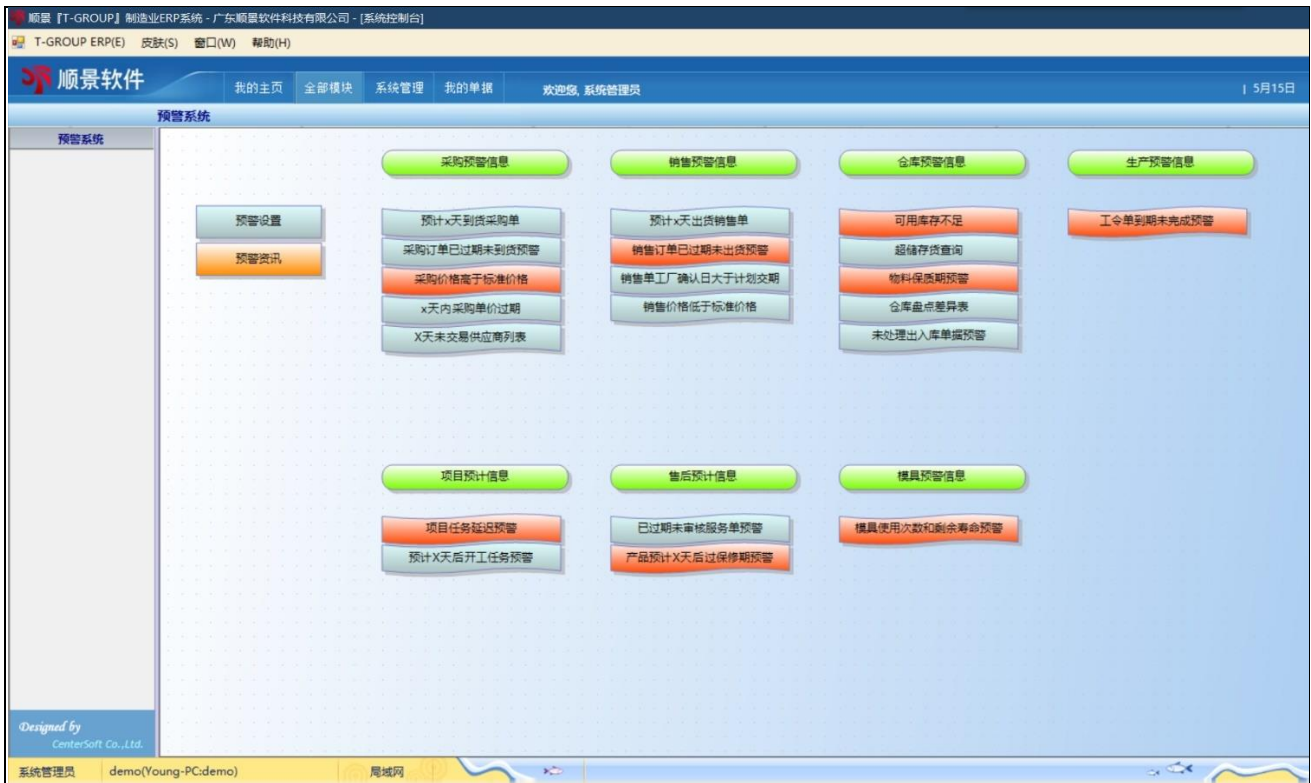 顺景『T-GROUP』制造业ERP系统 - 广东顺景软件科技有限公司 - [系统控制台]
T-GROUP ERP(E) 皮肤(S) 窗口(W) 帮助(H)
顺景软件 我的主页 全部模块 系统管理 我的单据 欢迎您, 系统管理员 | 5月15日
预警系统
预警系统
采购预警信息 销售预警信息 仓库预警信息 生产预警信息
预警设置 预计x天到货采购单 预计x天出货销售单 可用库存不足 工令单到期未完成预警
采购订单已过期未到货预警 销售订单已过期未出货预警 超储存货查询
预警资讯 采购价格高于标准价格 销售单工厂确认日大于计划交期 物料保质期预警
x天内采购单价过期 销售价格低于标准价格 仓库盘点差异表
X天未交易供应商列表 未处理出入库单据预警
项目预计信息 售后预计信息 模具预警信息
项目任务延迟预警 已过期未审核服务单预警 模具使用次数和剩余寿命预警
预计X天后开工任务预警 产品预计X天后过保修期预警
Designed by
CenterSoft Co.,Ltd.
系统管理员 demo(Young-PC:demo) 局域网